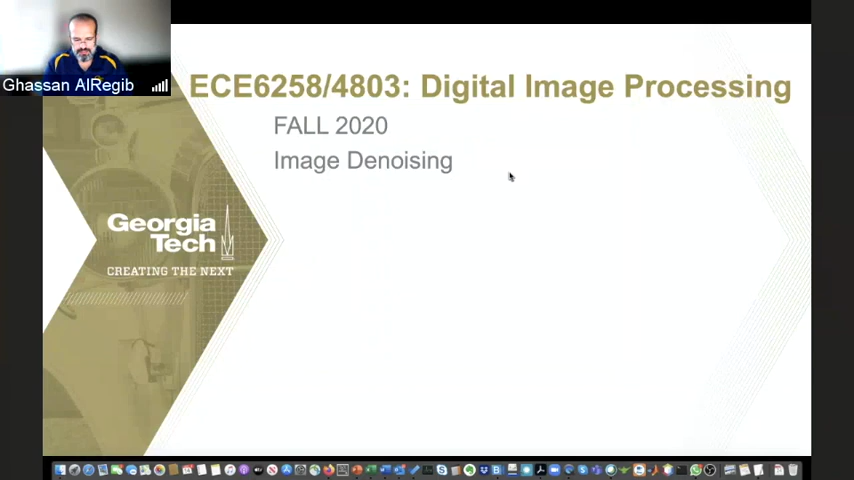 Ghassan AlRegib
ECE6258/4803: Digital Image Processing
FALL 2020
Image Denoising
Georgia
Tech
CREATING THE NEXT